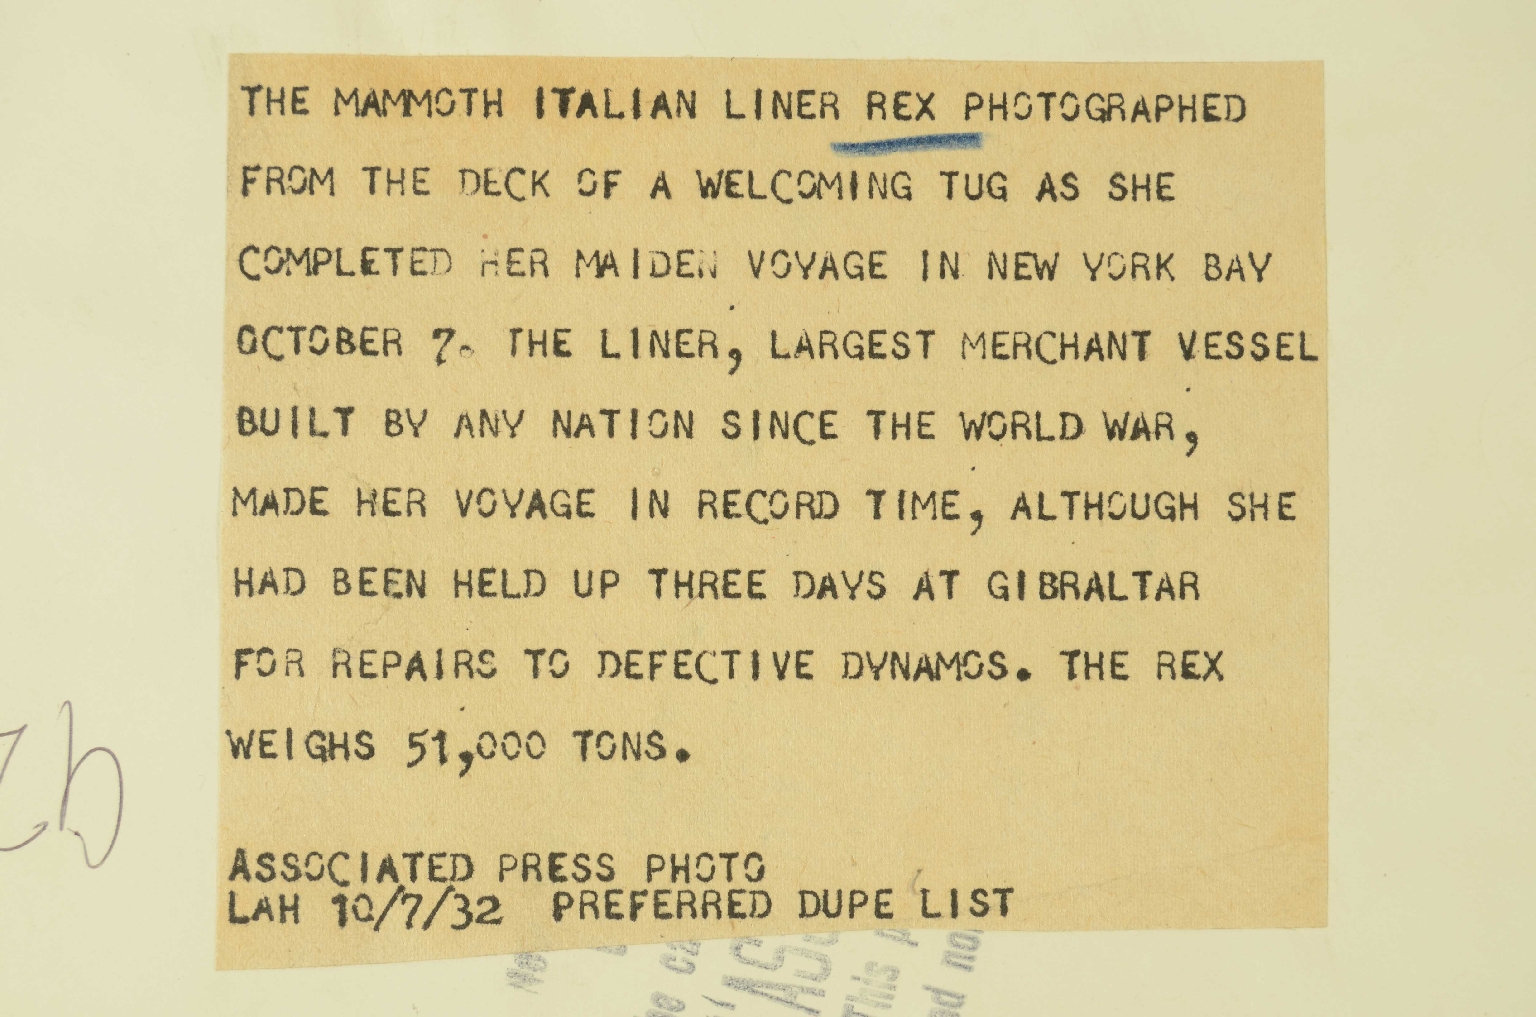 THE MAMMOTH ITALIAN LINER REX PHOTOGRAPHED
FROM THE DECK OF A WELCOMING TUG AS SHE
COMPLETED HER MAIDEN VOYAGE IN NEW YORK BAY
OCTOBER 7. THE LINER, LARGEST MERCHANT VESSEL
BUILT BY ANY NATION SINCE THE WORLD WAR,
MADE HER VOYAGE IN RECORD TIME, ALTHOUGH SHE
HAD BEEN HELD UP THREE DAYS AT GIBRALTAR
FOR REPAIRS TO DEFECTIVE DYNAMOS. THE REX
WEIGHS 51,000 TONS.
ASSOCIATED PRESS PHOTO
LAH 10/7/32 PREFERRED DUPE LIST
This